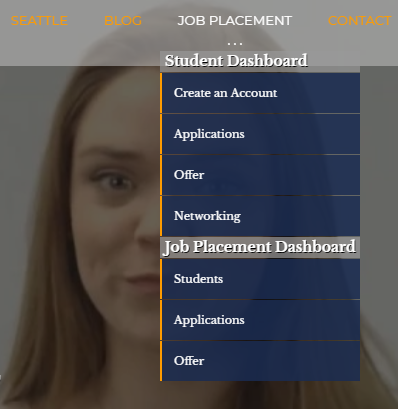 SEATTLE BLOG JOB PLACEMENT CONTACT
...
Student Dashboard
Create an Account
Applications
Offer
Networking
Job Placement Dashboard
Students
Applications
Offer